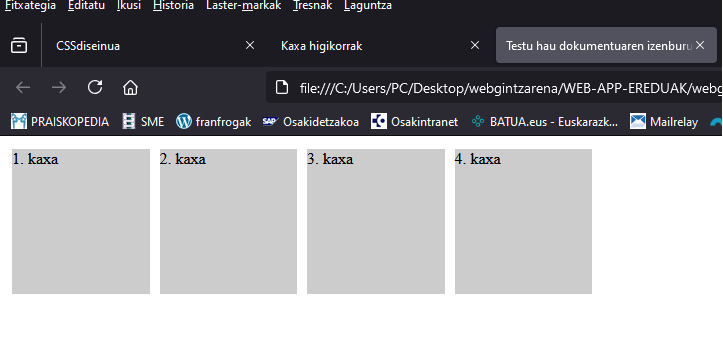 Fitxategia Editatu Ikusi Historia Laster-markak Tresnak Laguntza
CSSdiseinua Kaxa higikorrak Testu hau dokumentuaren izenburu
file:///C:/Users/PC/Desktop/webgintzarena/WEB-APP-EREDUAK/webg
PRAISKOPEDIA SME franfrogak SAP Osakidetzakoa Osakintranet BATUA.eus - Euskarazk... Mailrelay
1. kaxa 2. kaxa 3. kaxa 4. kaxa